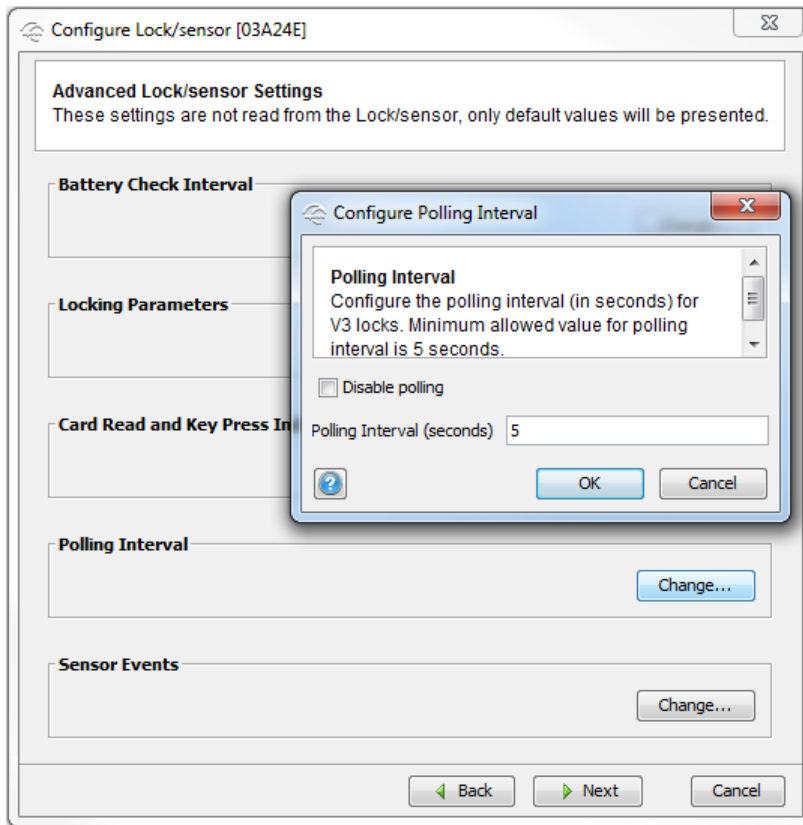 Configure Lock/sensor [03A24E]
Advanced Lock/sensor Settings
These settings are not read from the Lock/sensor, only default values will be presented.
Battery Check Interval
Configure Polling Interval
Polling Interval
Configure the polling interval (in seconds) for
V3 locks. Minimum allowed value for polling
interval is 5 seconds.
Locking Parameters
Disable polling
Card Read and Key Press In
Polling Interval (seconds) 5
OK Cancel
Polling Interval
Change...
Sensor Events
Change...
Back Next Cancel